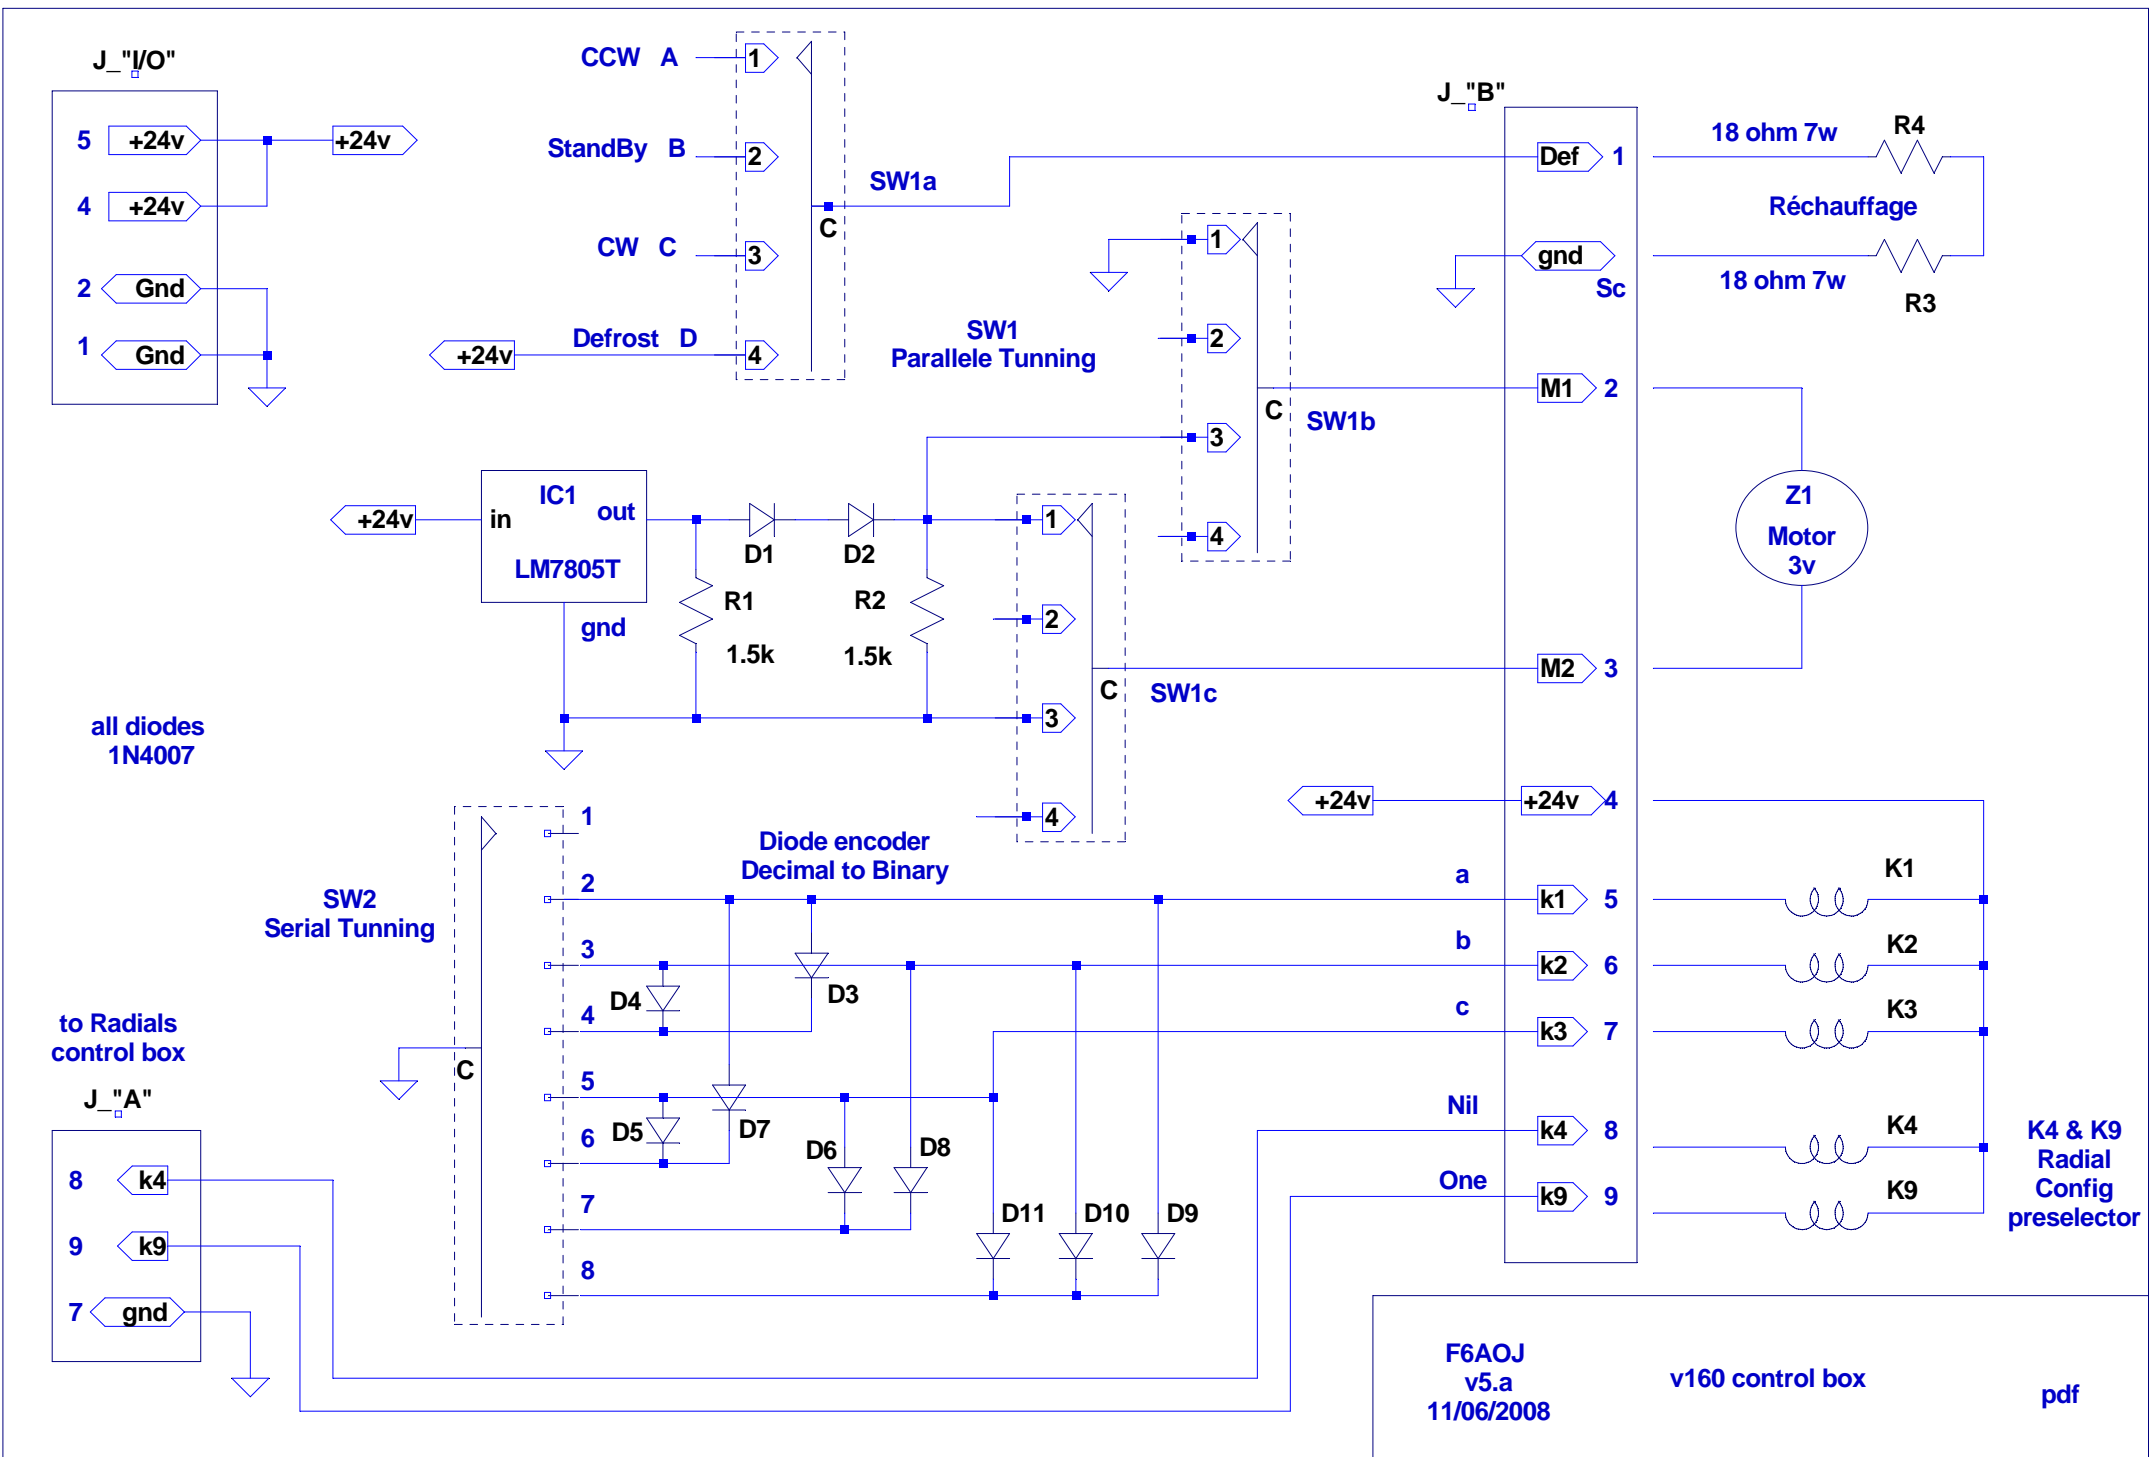 J_"I/O"
5 +24v +24v
4 +24v
2 Gnd
1 Gnd
CCW A 1
StandBy B 2
CW C 3
+24v Defrost D 4
C
SW1a
SW1
Parallele Tunning
1
2
3
4
C
SW1b
J_"B"
Def 1
gnd
Sc
M1 2
M2 3
+24v +24v 4
a k1 5
b k2 6
c k3 7
Nil k4 8
One k9 9
18 ohm 7w R4
Réchauffage
18 ohm 7w
R3
Z1
Motor
3v
+24v in IC1 out
LM7805T
gnd
D1 D2
R1
1.5k
R2
1.5k
1
2
3
4
C
SW1c
all diodes
1N4007
SW2
Serial Tunning
C
Diode encoder
Decimal to Binary
1
2
3
4
5
6
7
8
D4 D3
D5 D7
D6 D8
D11 D10 D9
K1
K2
K3
K4
K9
K4 & K9
Radial
Config
preselector
to Radials
control box
J_"A"
8 k4
9 k9
7 gnd
F6AOJ
v5.a
11/06/2008
v160 control box
pdf